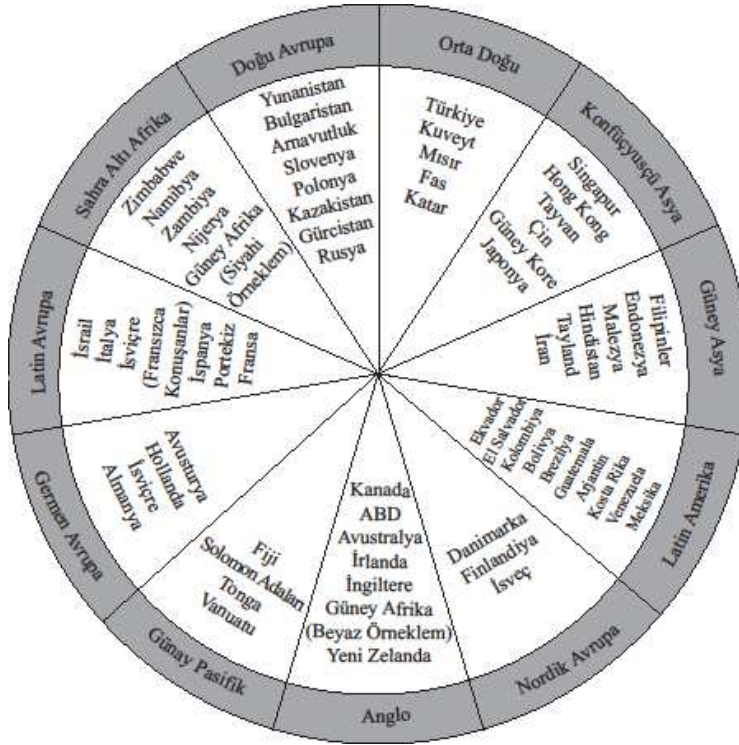 Doğu Avrupa
Yunanistan
Bulgaristan
Arnavutluk
Slovenya
Polonya
Kazakistan
Gürcistan
Rusya
Orta Doğu
Türkiye
Kuveyt
Mısır
Fas
Katar
Konfüçyusçü Asya
Singapur
Hong Kong
Tayvan
Çin
Güney Kore
Japonya
Güney Asya
Filipinler
Endonezya
Malezya
Hindistan
Tayland
İran
Latin Amerika
Ekvador
El Salvador
Kolombiya
Bolivya
Brezilya
Guatemala
Arjantin
Kosta Rika
Venezuela
Meksika
Nordik Avrupa
Danimarka
Finlandiya
İsveç
Anglo
Kanada
ABD
Avustralya
İrlanda
İngiltere
Güney Afrika
(Beyaz Örneklem)
Yeni Zelanda
Günay Pasifik
Fiji
Solomon Adaları
Tonga
Vanuatu
Germen Avrupa
Avusturya
Hollanda
İsviçre
Almanya
Latin Avrupa
İsrail
İtalya
İsviçre
(Fransızca
Konuşanlar)
İspanya
Portekiz
Fransa
Sahra Altı Afrika
Zimbabwe
Namibya
Zambiya
Nijerya
Güney Afrika
(Siyahi
Örneklem)